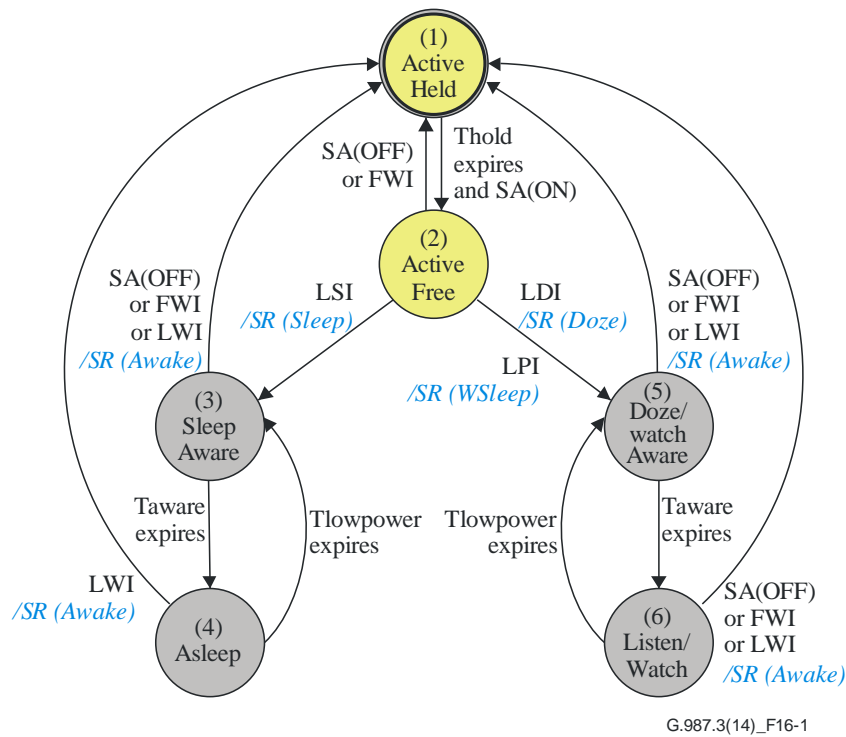 (1)
Active
Held
SA(OFF)
or FWI
Thold
expires
and SA(ON)
(2)
Active
Free
SA(OFF)
or FWI
or LWI
/SR (Awake)
LSI
/SR (Sleep)
LDI
/SR (Doze)
LPI
/SR (WSleep)
SA(OFF)
or FWI
or LWI
/SR (Awake)
(3)
Sleep
Aware
(5)
Doze/
watch
Aware
Taware
expires
Tlowpower
expires
Tlowpower
expires
Taware
expires
LWI
/SR (Awake)
(4)
Asleep
(6)
Listen/
Watch
SA(OFF)
or FWI
or LWI
/SR (Awake)
G.987.3(14)_F16-1